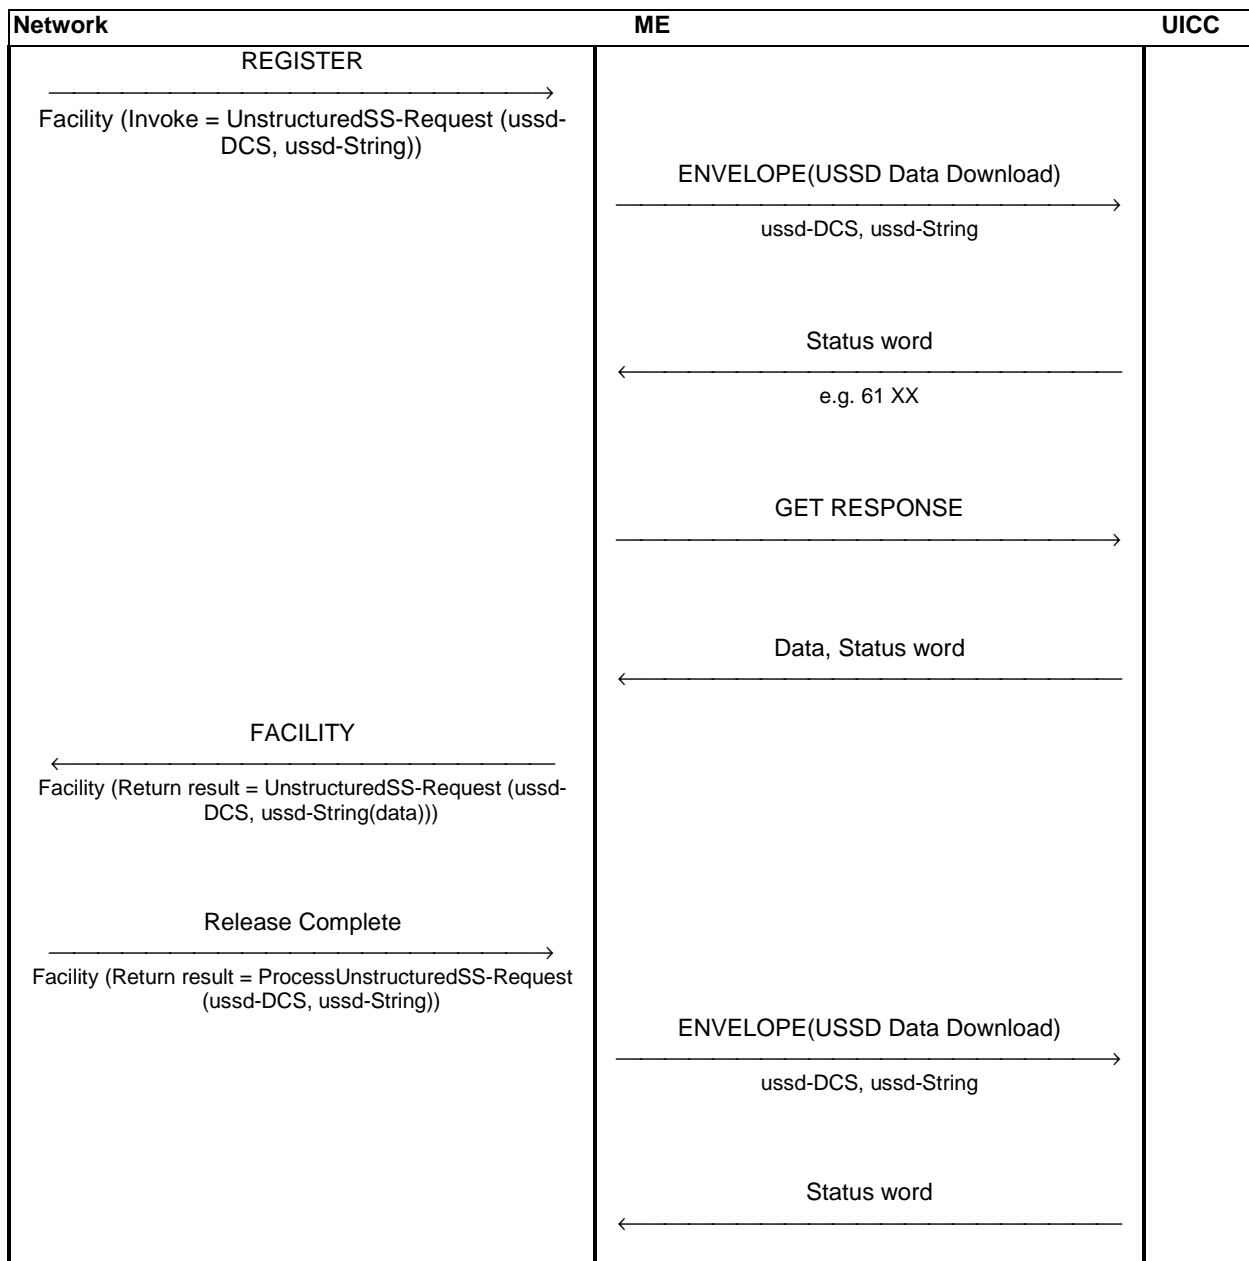 Network ME UICC
REGISTER
Facility (Invoke = UnstructuredSS-Request (ussd-
DCS, ussd-String))
ENVELOPE(USSD Data Download)
ussd-DCS, ussd-String
Status word
e.g. 61 XX
GET RESPONSE
Data, Status word
FACILITY
Facility (Return result = UnstructuredSS-Request (ussd-
DCS, ussd-String(data)))
Release Complete
Facility (Return result = ProcessUnstructuredSS-Request
(ussd-DCS, ussd-String))
ENVELOPE(USSD Data Download)
ussd-DCS, ussd-String
Status word